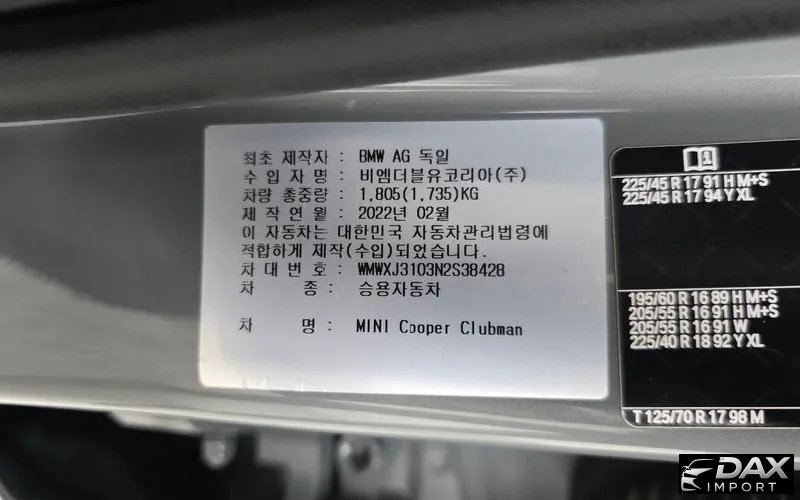 최초 제작자 : BMW AG 독일
수 입 자 명 : 비엠더블유코리아(주)
차량 총중량 : 1,805(1,735)KG
제 작 연 월 : 2022년 02월
이 자동차는 대한민국 자동차관리법령에
적합하게 제작(수입)되었습니다.
차 대 번 호 : WMWXJ3103N2S38428
차 종 : 승용자동차
차 명 : MINI Cooper Clubman
225/45 R 17 91 H M+S
225/45 R 17 94 Y XL
195/60 R 16 89 H M+S
205/55 R 16 91 H M+S
205/55 R 16 91 W
225/40 R 18 92 Y XL
T 125/70 R 17 98 M
DAX
IMPORT